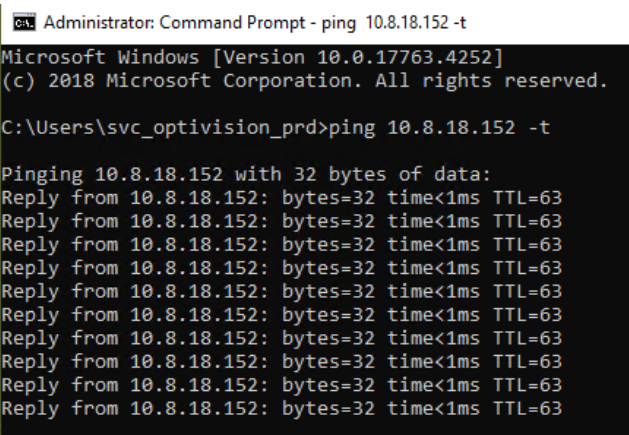 Administrator: Command Prompt - ping 10.8.18.152 -t
Microsoft Windows [Version 10.0.17763.4252]
(c) 2018 Microsoft Corporation. All rights reserved.
C:\Users\svc_optivision_prd>ping 10.8.18.152 -t
Pinging 10.8.18.152 with 32 bytes of data:
Reply from 10.8.18.152: bytes=32 time<1ms TTL=63
Reply from 10.8.18.152: bytes=32 time<1ms TTL=63
Reply from 10.8.18.152: bytes=32 time<1ms TTL=63
Reply from 10.8.18.152: bytes=32 time<1ms TTL=63
Reply from 10.8.18.152: bytes=32 time<1ms TTL=63
Reply from 10.8.18.152: bytes=32 time<1ms TTL=63
Reply from 10.8.18.152: bytes=32 time<1ms TTL=63
Reply from 10.8.18.152: bytes=32 time<1ms TTL=63
Reply from 10.8.18.152: bytes=32 time<1ms TTL=63
Reply from 10.8.18.152: bytes=32 time<1ms TTL=63